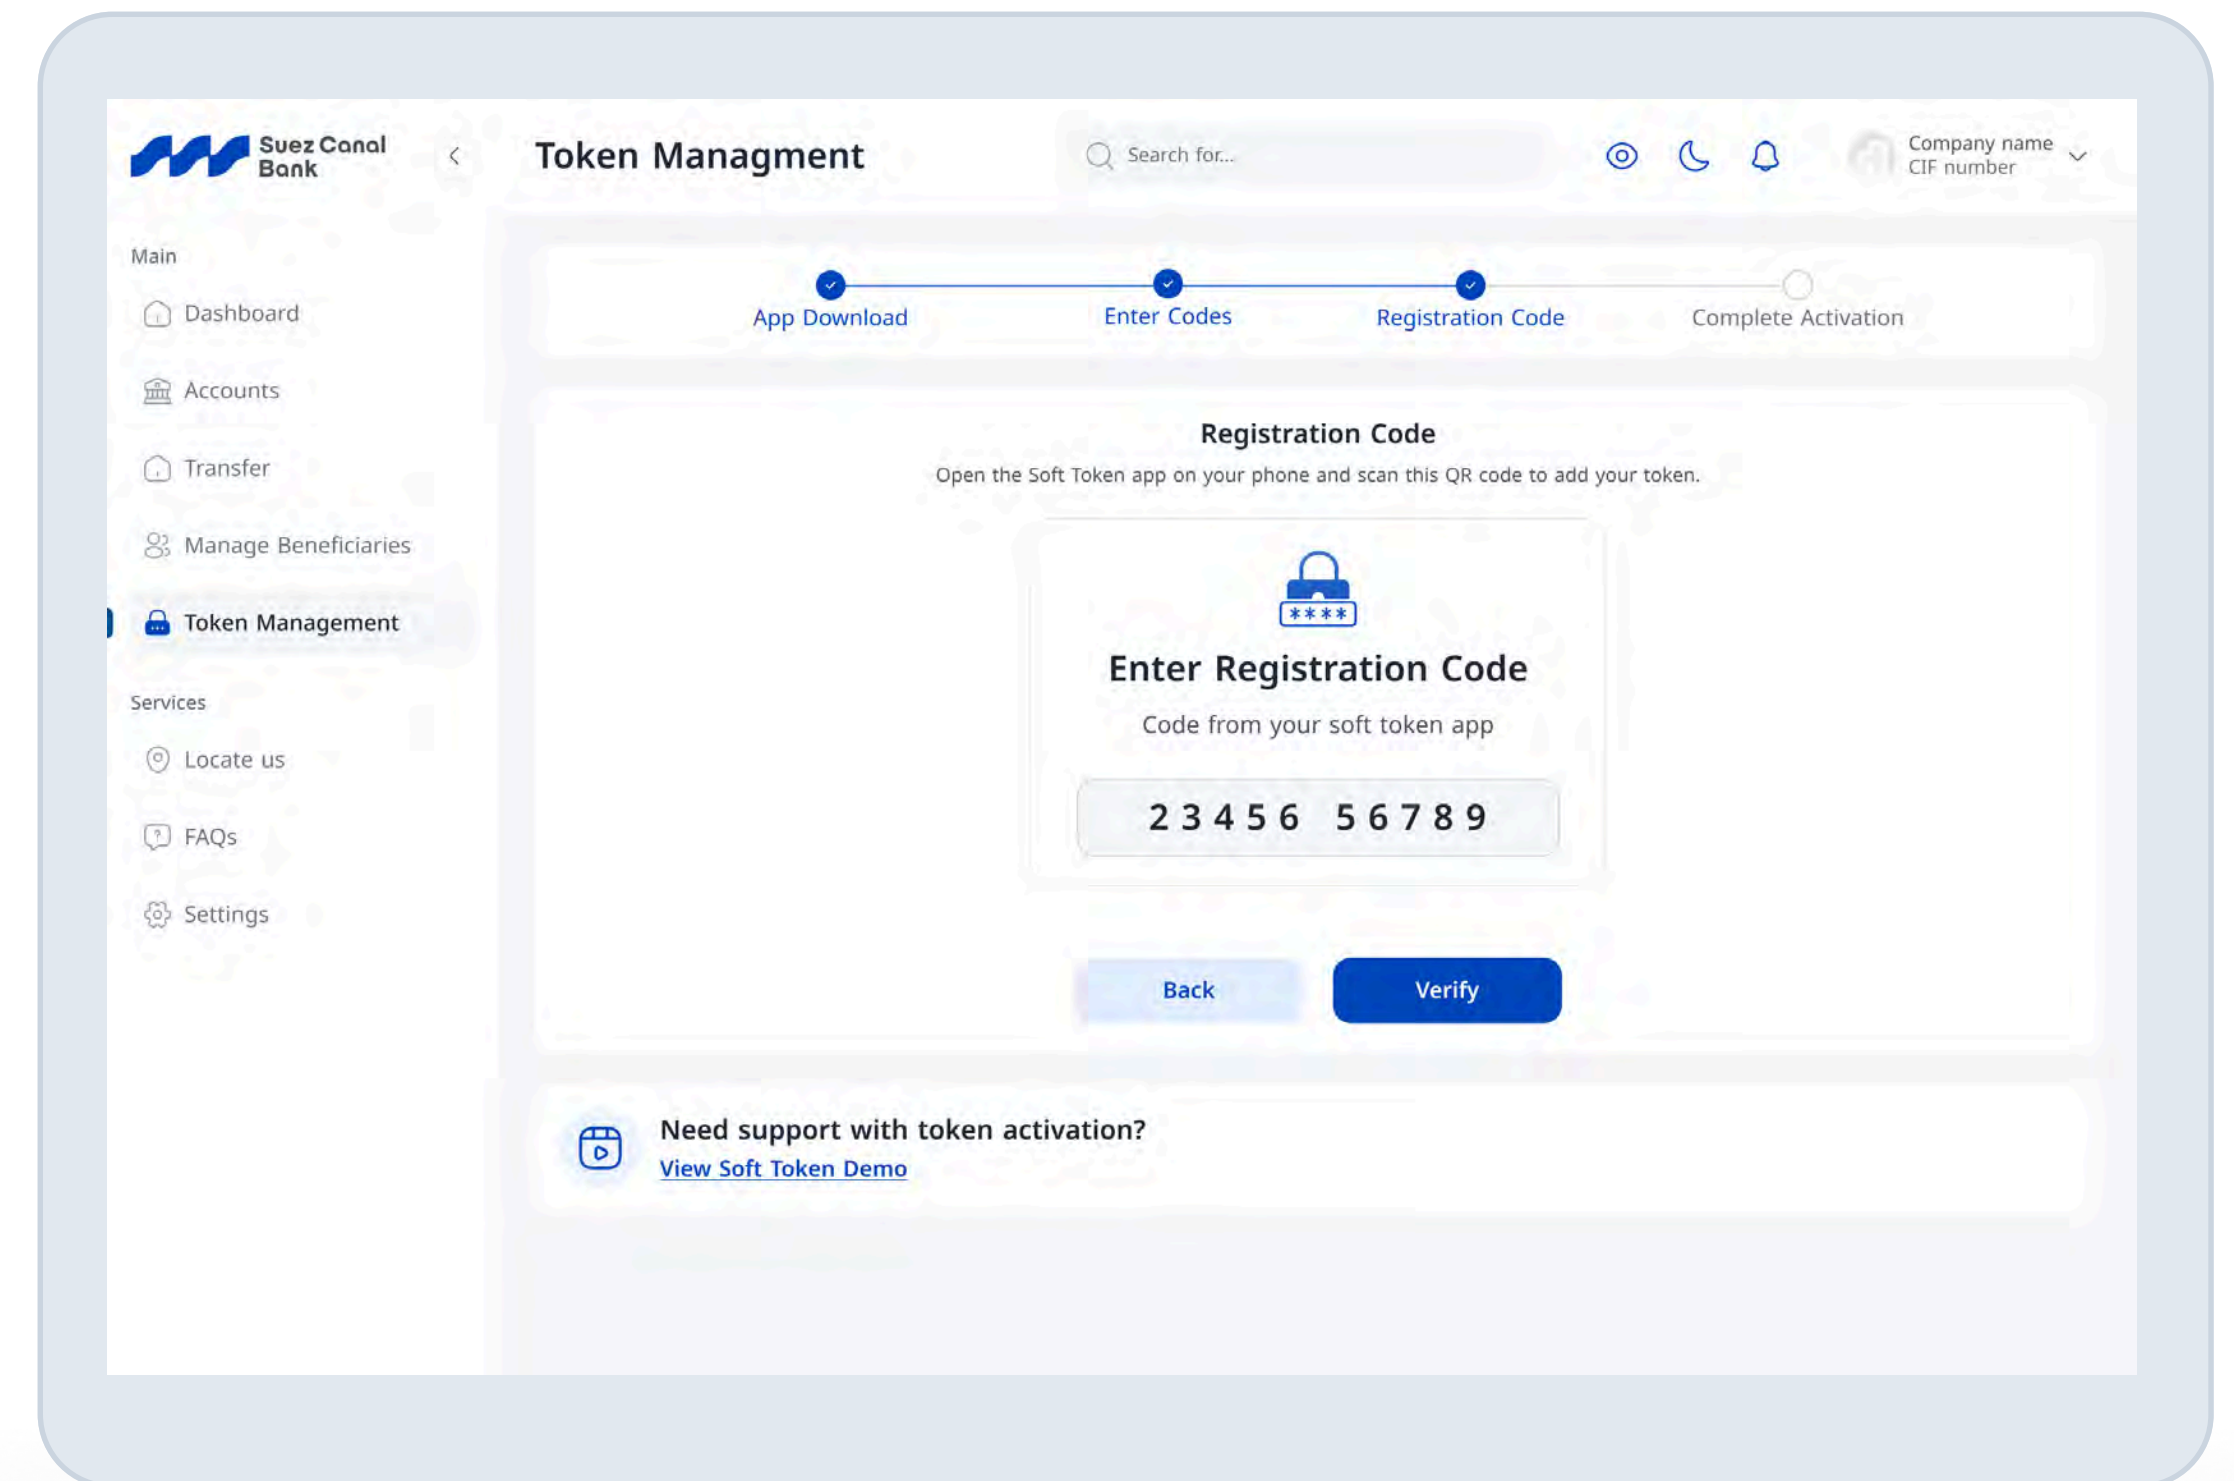 Suez Canal
Bank
Token Managment
Search for...
Company name
CIF number
Main
Dashboard
Accounts
Transfer
Manage Beneficiaries
Token Management
Services
Locate us
FAQs
Settings
App Download
Enter Codes
Registration Code
Complete Activation
Registration Code
Open the Soft Token app on your phone and scan this QR code to add your token.
****
Enter Registration Code
Code from your soft token app
23456 56789
Back
Verify
Need support with token activation?
View Soft Token Demo